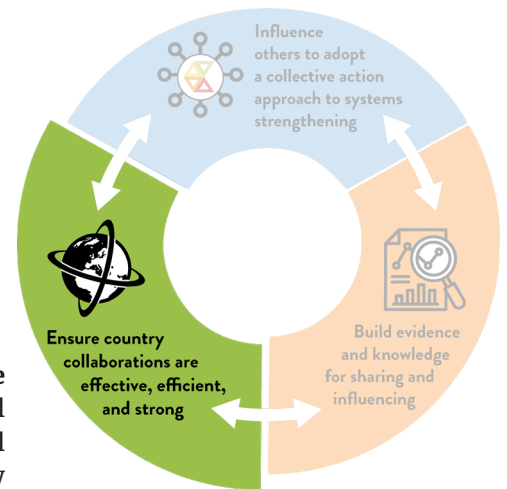 Influence
others to adopt
a collective action
approach to systems
strengthening
Build evidence
and knowledge
for sharing and
influencing
Ensure country
collaborations are
effective, efficient,
and strong